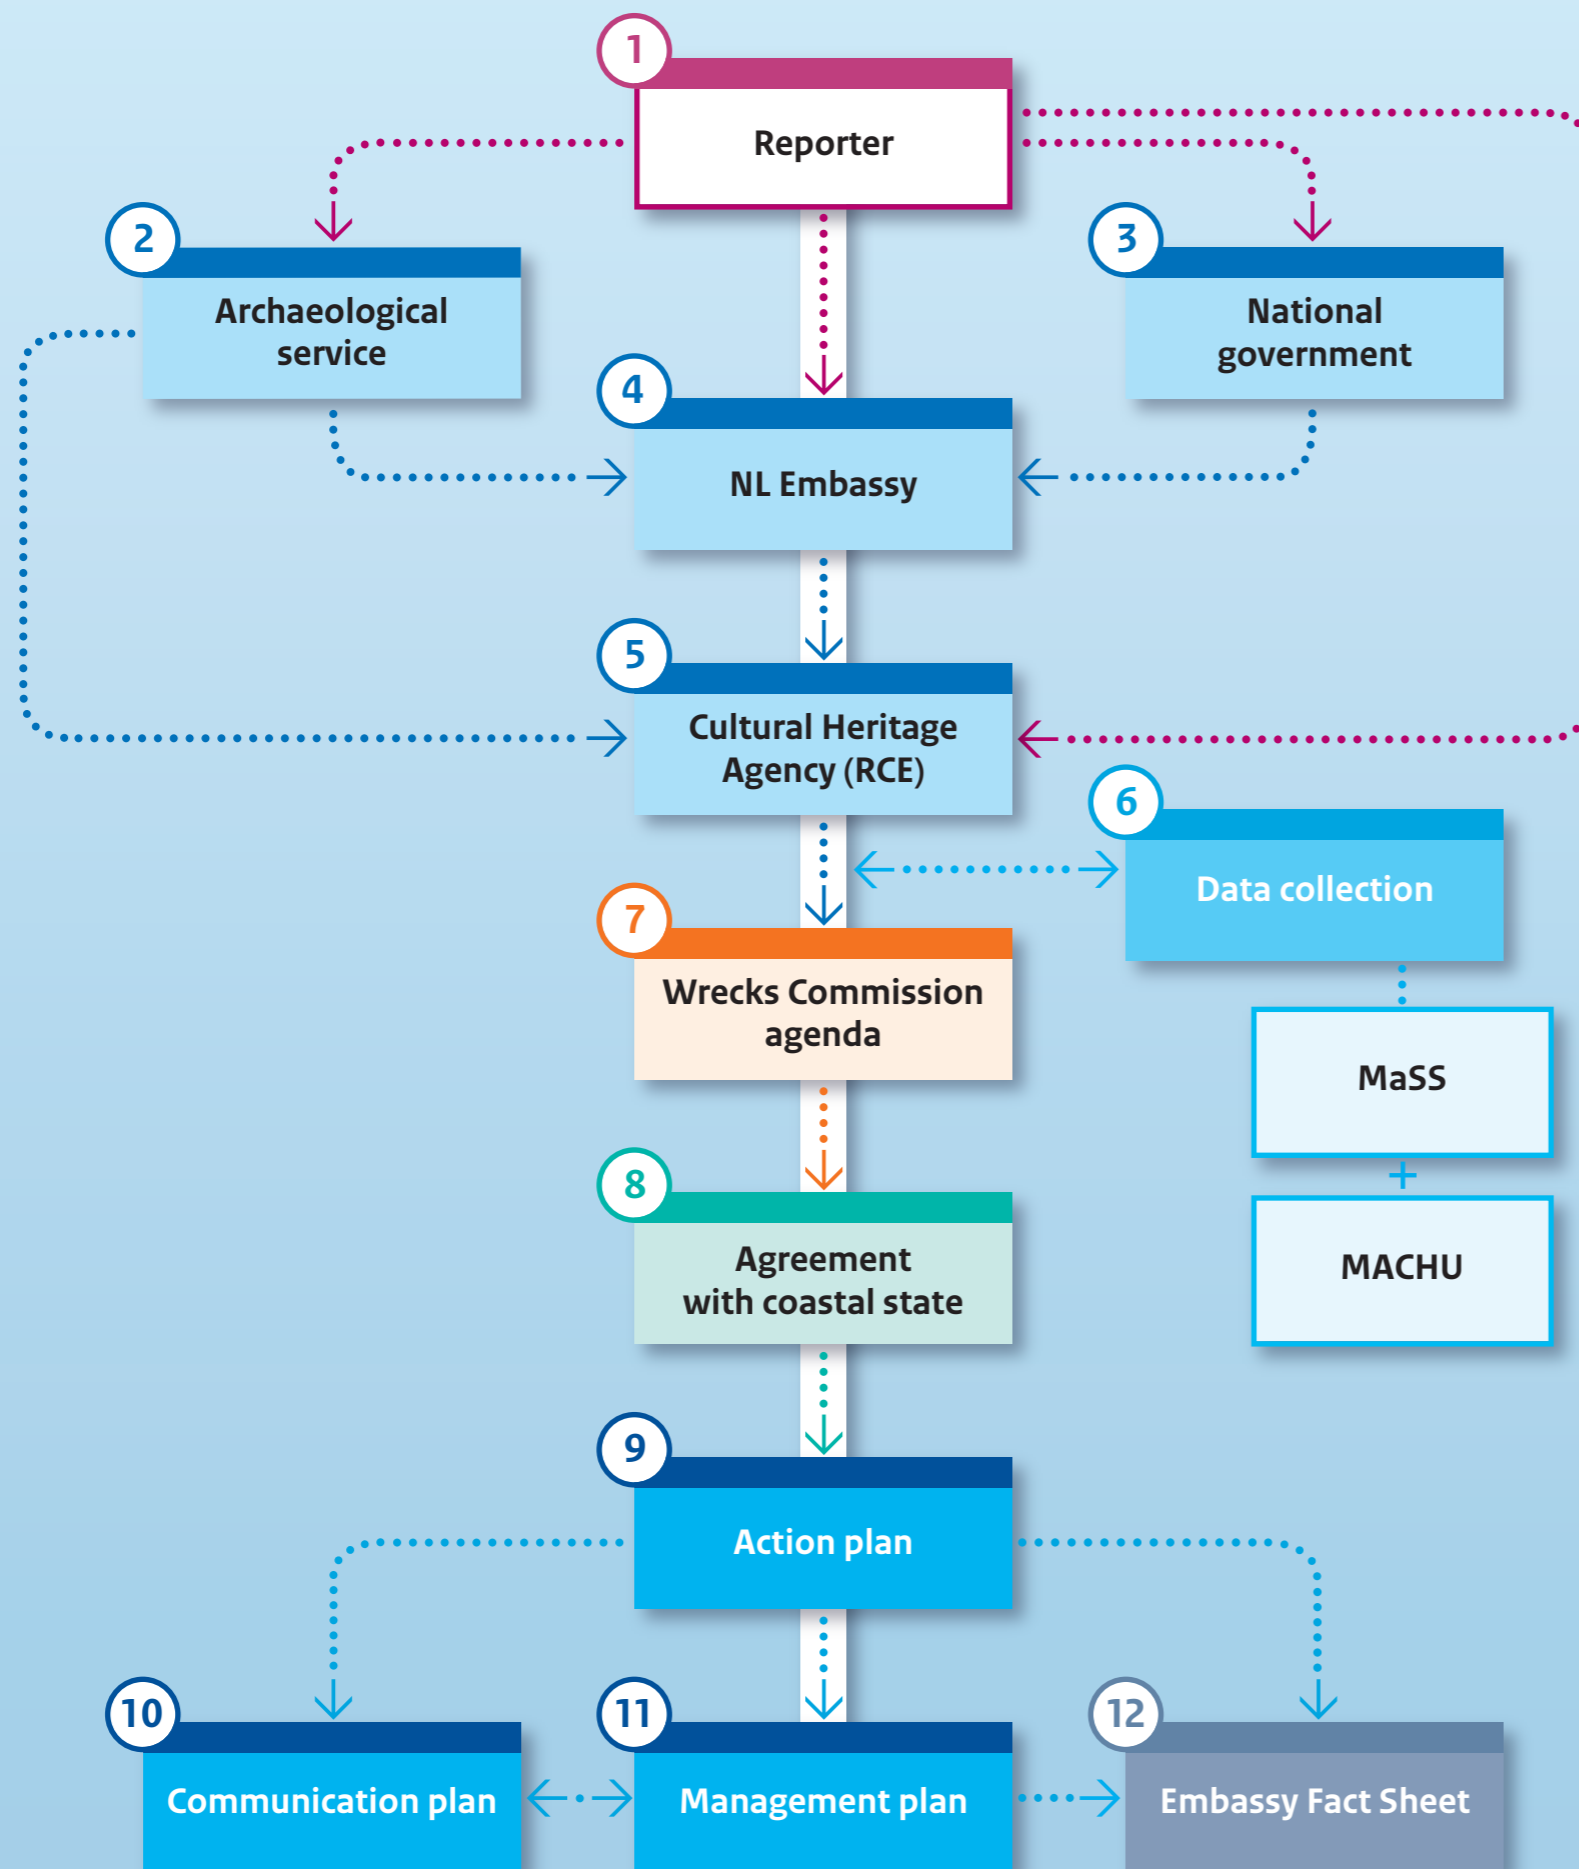 1
Reporter
2
Archaeological
service
3
National
government
4
NL Embassy
5
Cultural Heritage
Agency (RCE)
6
Data collection
7
Wrecks Commission
agenda
MaSS
+
MACHU
8
Agreement
with coastal state
9
Action plan
10
Communication plan
11
Management plan
12
Embassy Fact Sheet